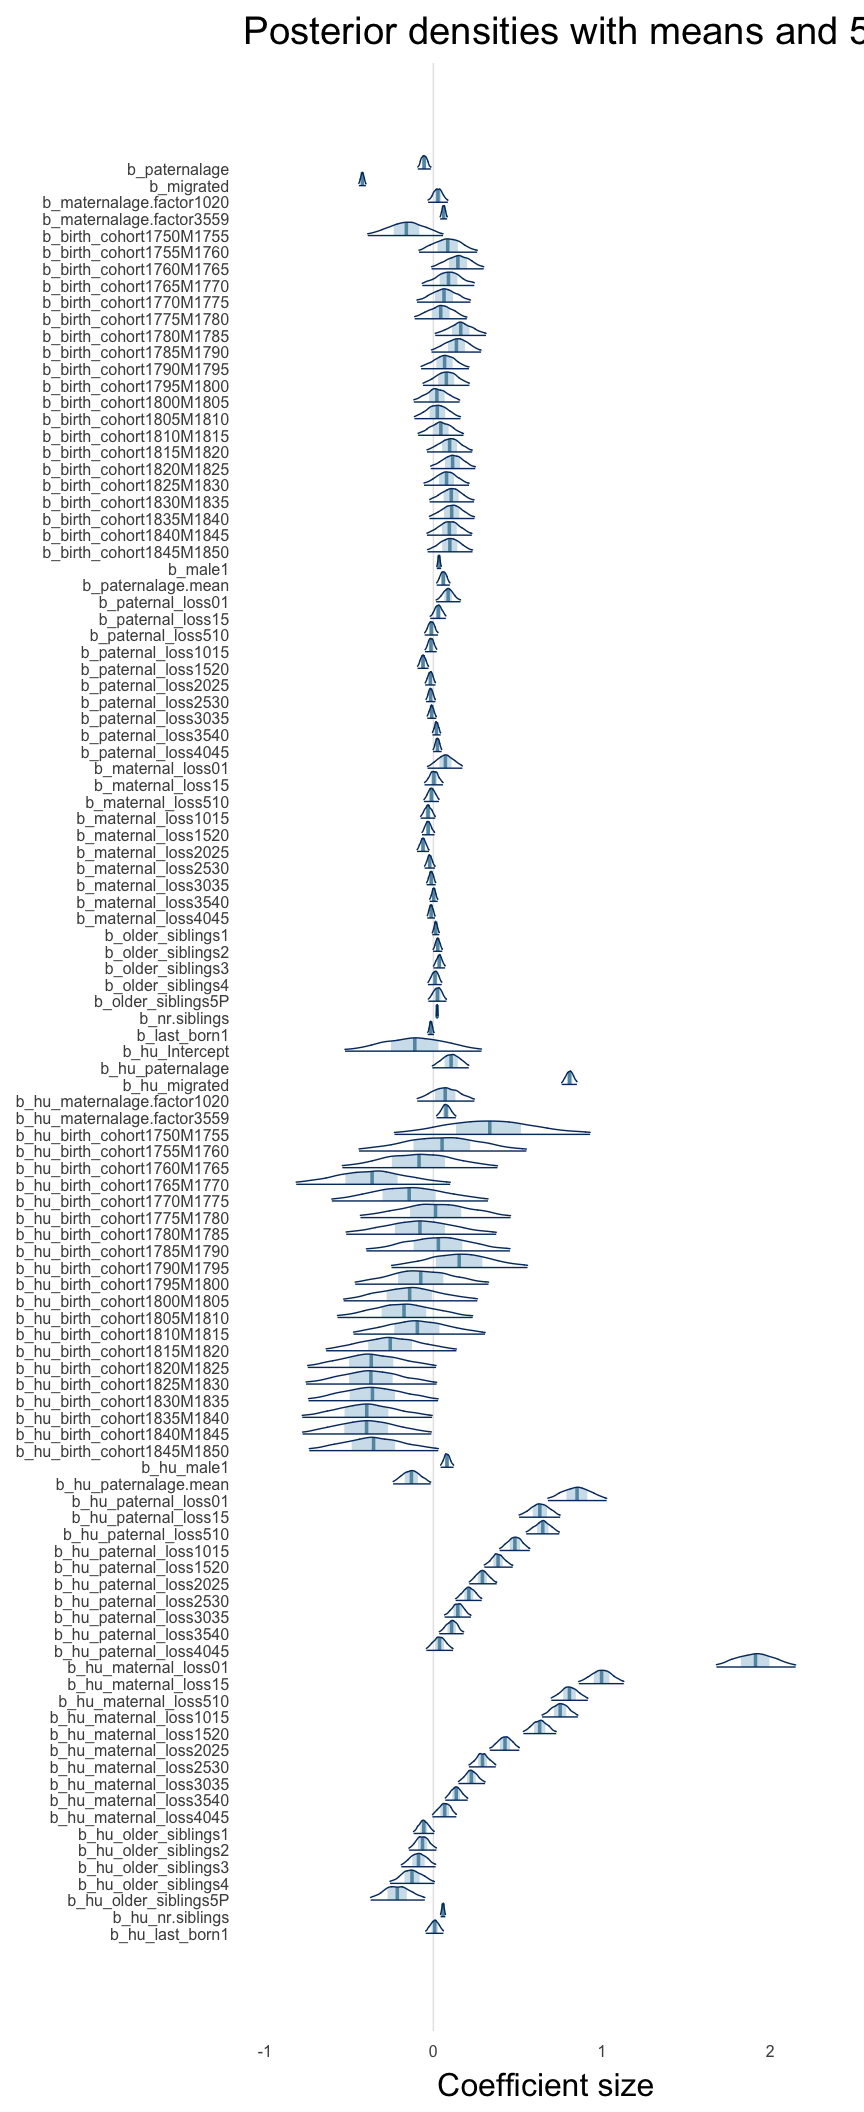 Posterior densities with means and 5
b_paternalage
b_migrated
b_maternalage.factor1020
b_maternalage.factor3559
b_birth_cohort1750M1755
b_birth_cohort1755M1760
b_birth_cohort1760M1765
b_birth_cohort1765M1770
b_birth_cohort1770M1775
b_birth_cohort1775M1780
b_birth_cohort1780M1785
b_birth_cohort1785M1790
b_birth_cohort1790M1795
b_birth_cohort1795M1800
b_birth_cohort1800M1805
b_birth_cohort1805M1810
b_birth_cohort1810M1815
b_birth_cohort1815M1820
b_birth_cohort1820M1825
b_birth_cohort1825M1830
b_birth_cohort1830M1835
b_birth_cohort1835M1840
b_birth_cohort1840M1845
b_birth_cohort1845M1850
b_male1
b_paternalage.mean
b_paternal_loss01
b_paternal_loss15
b_paternal_loss510
b_paternal_loss1015
b_paternal_loss1520
b_paternal_loss2025
b_paternal_loss2530
b_paternal_loss3035
b_paternal_loss3540
b_paternal_loss4045
b_maternal_loss01
b_maternal_loss15
b_maternal_loss510
b_maternal_loss1015
b_maternal_loss1520
b_maternal_loss2025
b_maternal_loss2530
b_maternal_loss3035
b_maternal_loss3540
b_maternal_loss4045
b_older_siblings1
b_older_siblings2
b_older_siblings3
b_older_siblings4
b_older_siblings5P
b_nr.siblings
b_last_born1
b_hu_Intercept
b_hu_paternalage
b_hu_migrated
b_hu_maternalage.factor1020
b_hu_maternalage.factor3559
b_hu_birth_cohort1750M1755
b_hu_birth_cohort1755M1760
b_hu_birth_cohort1760M1765
b_hu_birth_cohort1765M1770
b_hu_birth_cohort1770M1775
b_hu_birth_cohort1775M1780
b_hu_birth_cohort1780M1785
b_hu_birth_cohort1785M1790
b_hu_birth_cohort1790M1795
b_hu_birth_cohort1795M1800
b_hu_birth_cohort1800M1805
b_hu_birth_cohort1805M1810
b_hu_birth_cohort1810M1815
b_hu_birth_cohort1815M1820
b_hu_birth_cohort1820M1825
b_hu_birth_cohort1825M1830
b_hu_birth_cohort1830M1835
b_hu_birth_cohort1835M1840
b_hu_birth_cohort1840M1845
b_hu_birth_cohort1845M1850
b_hu_male1
b_hu_paternalage.mean
b_hu_paternal_loss01
b_hu_paternal_loss15
b_hu_paternal_loss510
b_hu_paternal_loss1015
b_hu_paternal_loss1520
b_hu_paternal_loss2025
b_hu_paternal_loss2530
b_hu_paternal_loss3035
b_hu_paternal_loss3540
b_hu_paternal_loss4045
b_hu_maternal_loss01
b_hu_maternal_loss15
b_hu_maternal_loss510
b_hu_maternal_loss1015
b_hu_maternal_loss1520
b_hu_maternal_loss2025
b_hu_maternal_loss2530
b_hu_maternal_loss3035
b_hu_maternal_loss3540
b_hu_maternal_loss4045
b_hu_older_siblings1
b_hu_older_siblings2
b_hu_older_siblings3
b_hu_older_siblings4
b_hu_older_siblings5P
b_hu_nr.siblings
b_hu_last_born1
-1 0 1 2
Coefficient size